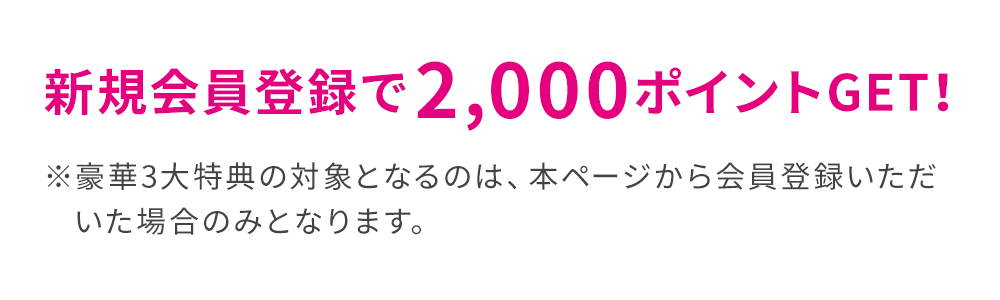 新規会員登録で2,000ポイントGET!
※豪華3大特典の対象となるのは、本ページから会員登録いただ
いた場合のみとなります。